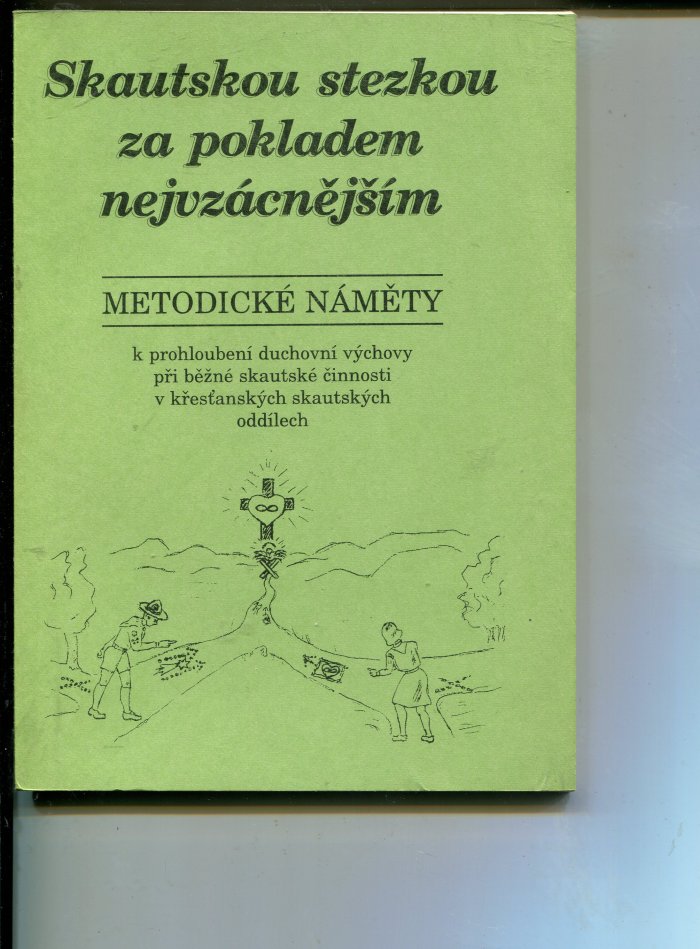 Skautskou stezkou
za pokladem
nejvzácnějším
METODICKÉ NÁMĚTY
k prohloubení duchovní výchovy
při běžné skautské činnosti
v křesťanských skautských
oddílech